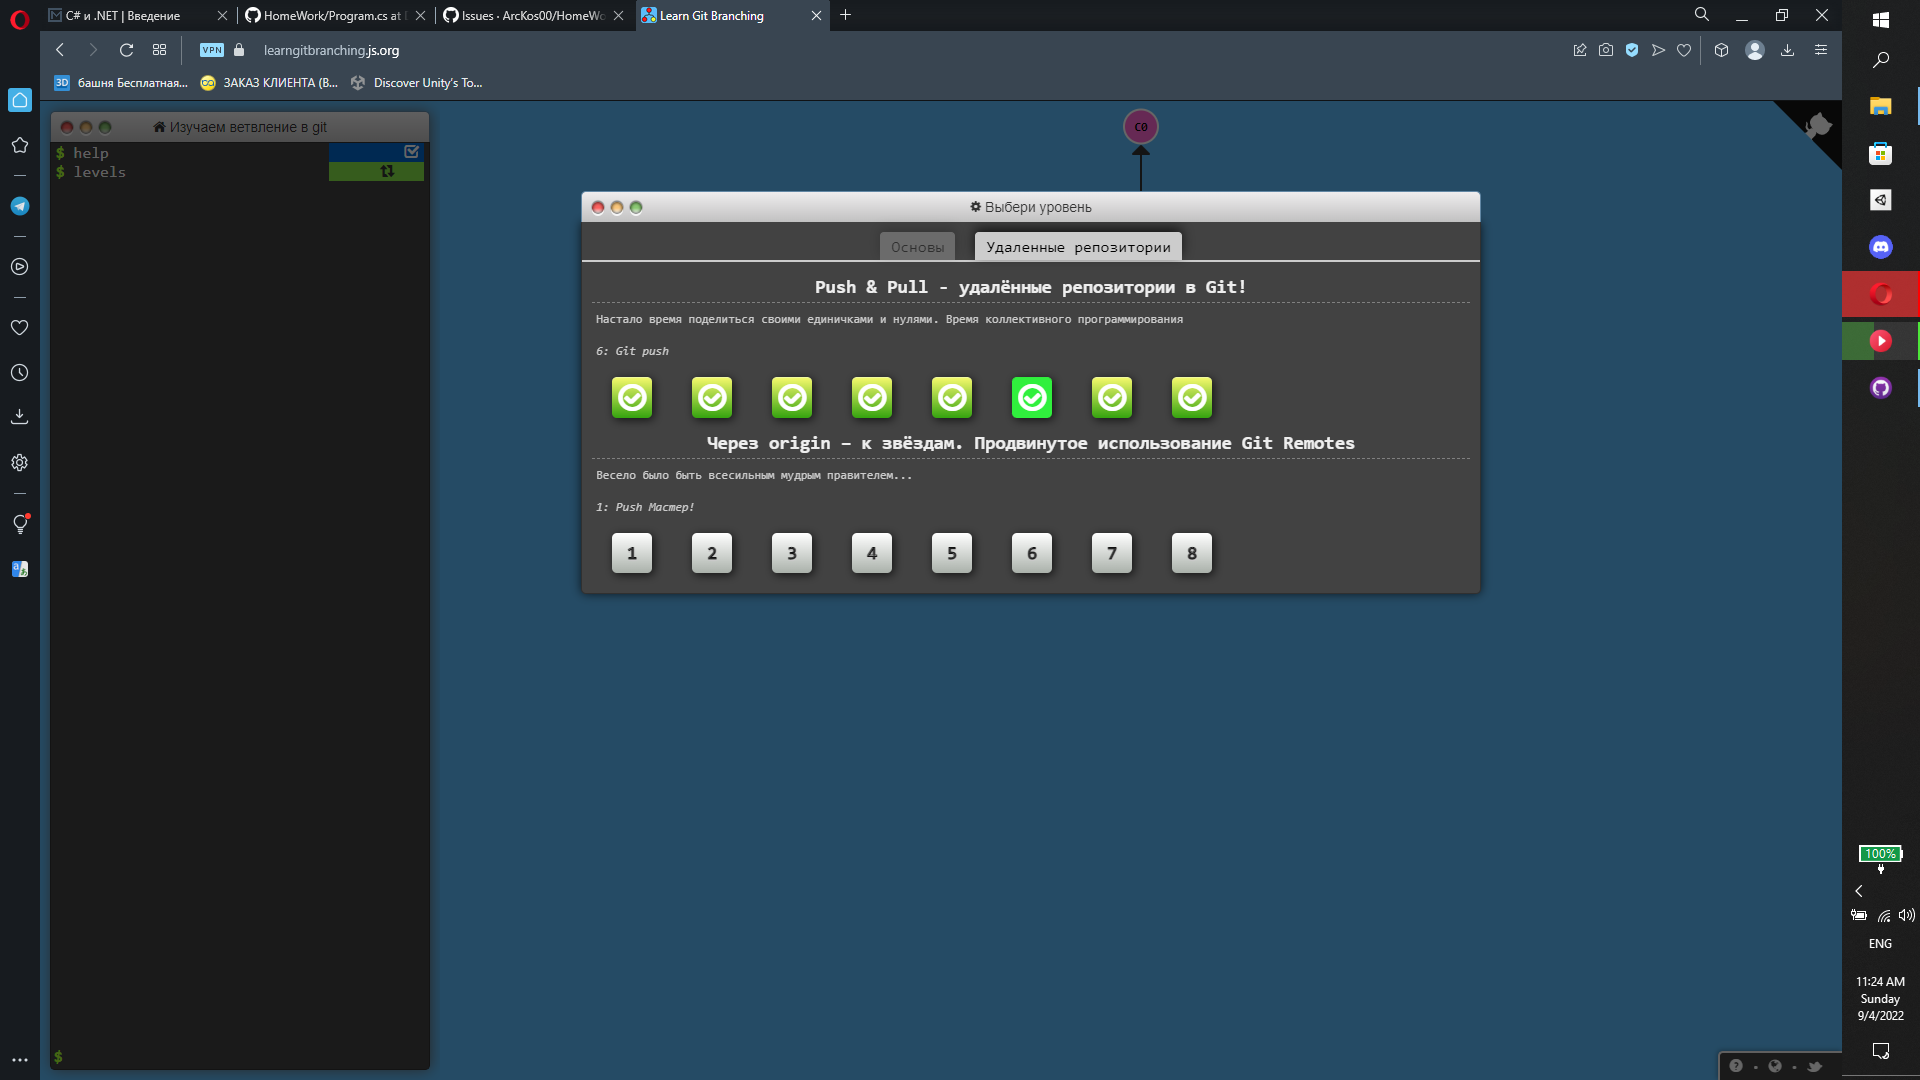 C# и .NET | Введение
HomeWork/Program.cs at
Issues · ArcKos00/HomeWo
Learn Git Branching
VPN
learngitbranching.js.org
3D
башня Бесплатная...
ЗАКАЗ КЛИЕНТА (В...
Discover Unity's To...
Изучаем ветвление в git
$ help
$ levels
C0
Выбери уровень
Основы
Удаленные репозитории
Push & Pull - удалённые репозитории в Git!
Настало время поделиться своими единичками и нулями. Время коллективного программирования
6: Git push
Через origin – к звёздам. Продвинутое использование Git Remotes
Весело было быть всесильным мудрым правителем...
1: Push Мастер!
1 2 3 4 5 6 7 8
$
100%
ENG
11:24 AM
Sunday
9/4/2022